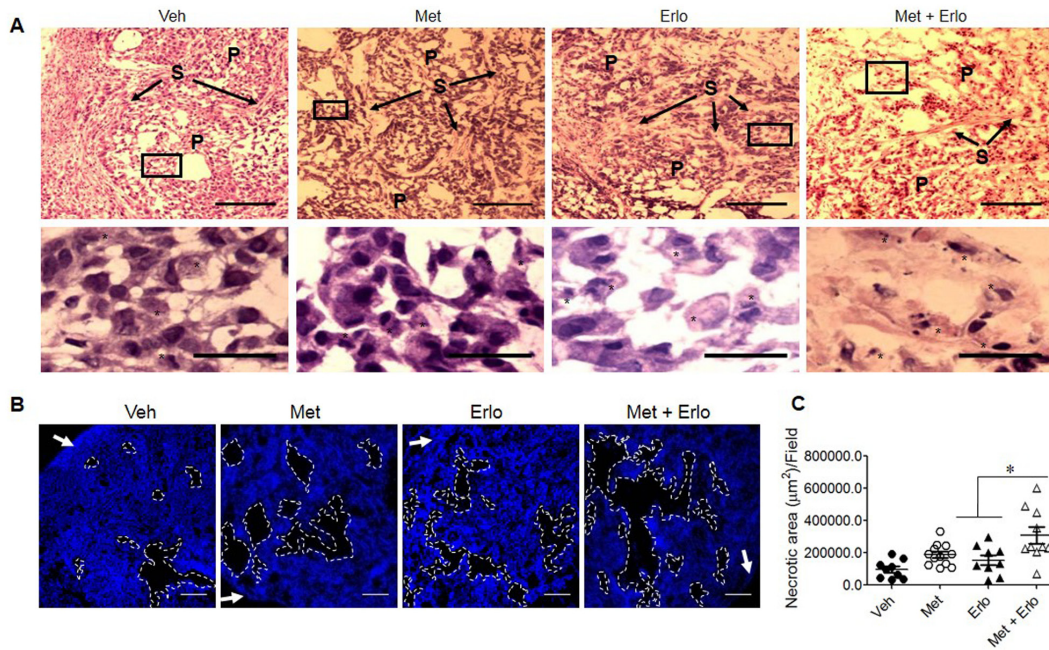 A
Veh
Met
Erlo
Met + Erlo
P
S
P
P
S
P
P
S
P
P
S
P
* * * *
* * *
* * * * *
* * * * * *
B
Veh
Met
Erlo
Met + Erlo
C
Necrotic area (μm²)/Field
800000.0
600000.0
400000.0
200000.0
0.0
*
Veh
Met
Erlo
Met + Erlo